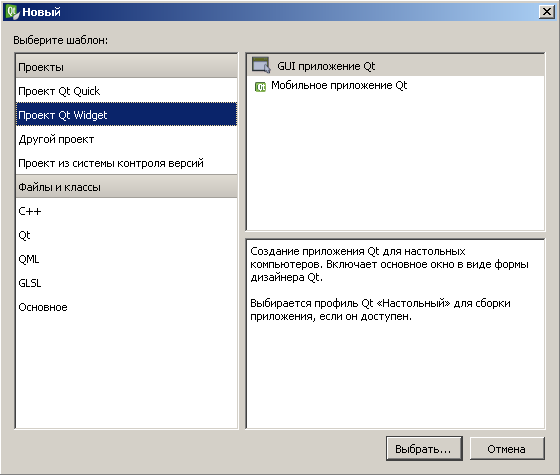 Новый
Выберите шаблон:
Проекты
Проект Qt Quick
Проект Qt Widget
Другой проект
Проект из системы контроля версий
Файлы и классы
C++
Qt
QML
GLSL
Основное
GUI приложение Qt
Qt Мобильное приложение Qt
Создание приложения Qt для настольных
компьютеров. Включает основное окно в виде формы
дизайнера Qt.
Выбирается профиль Qt «Настольный» для сборки
приложения, если он доступен.
Выбрать...
Отмена